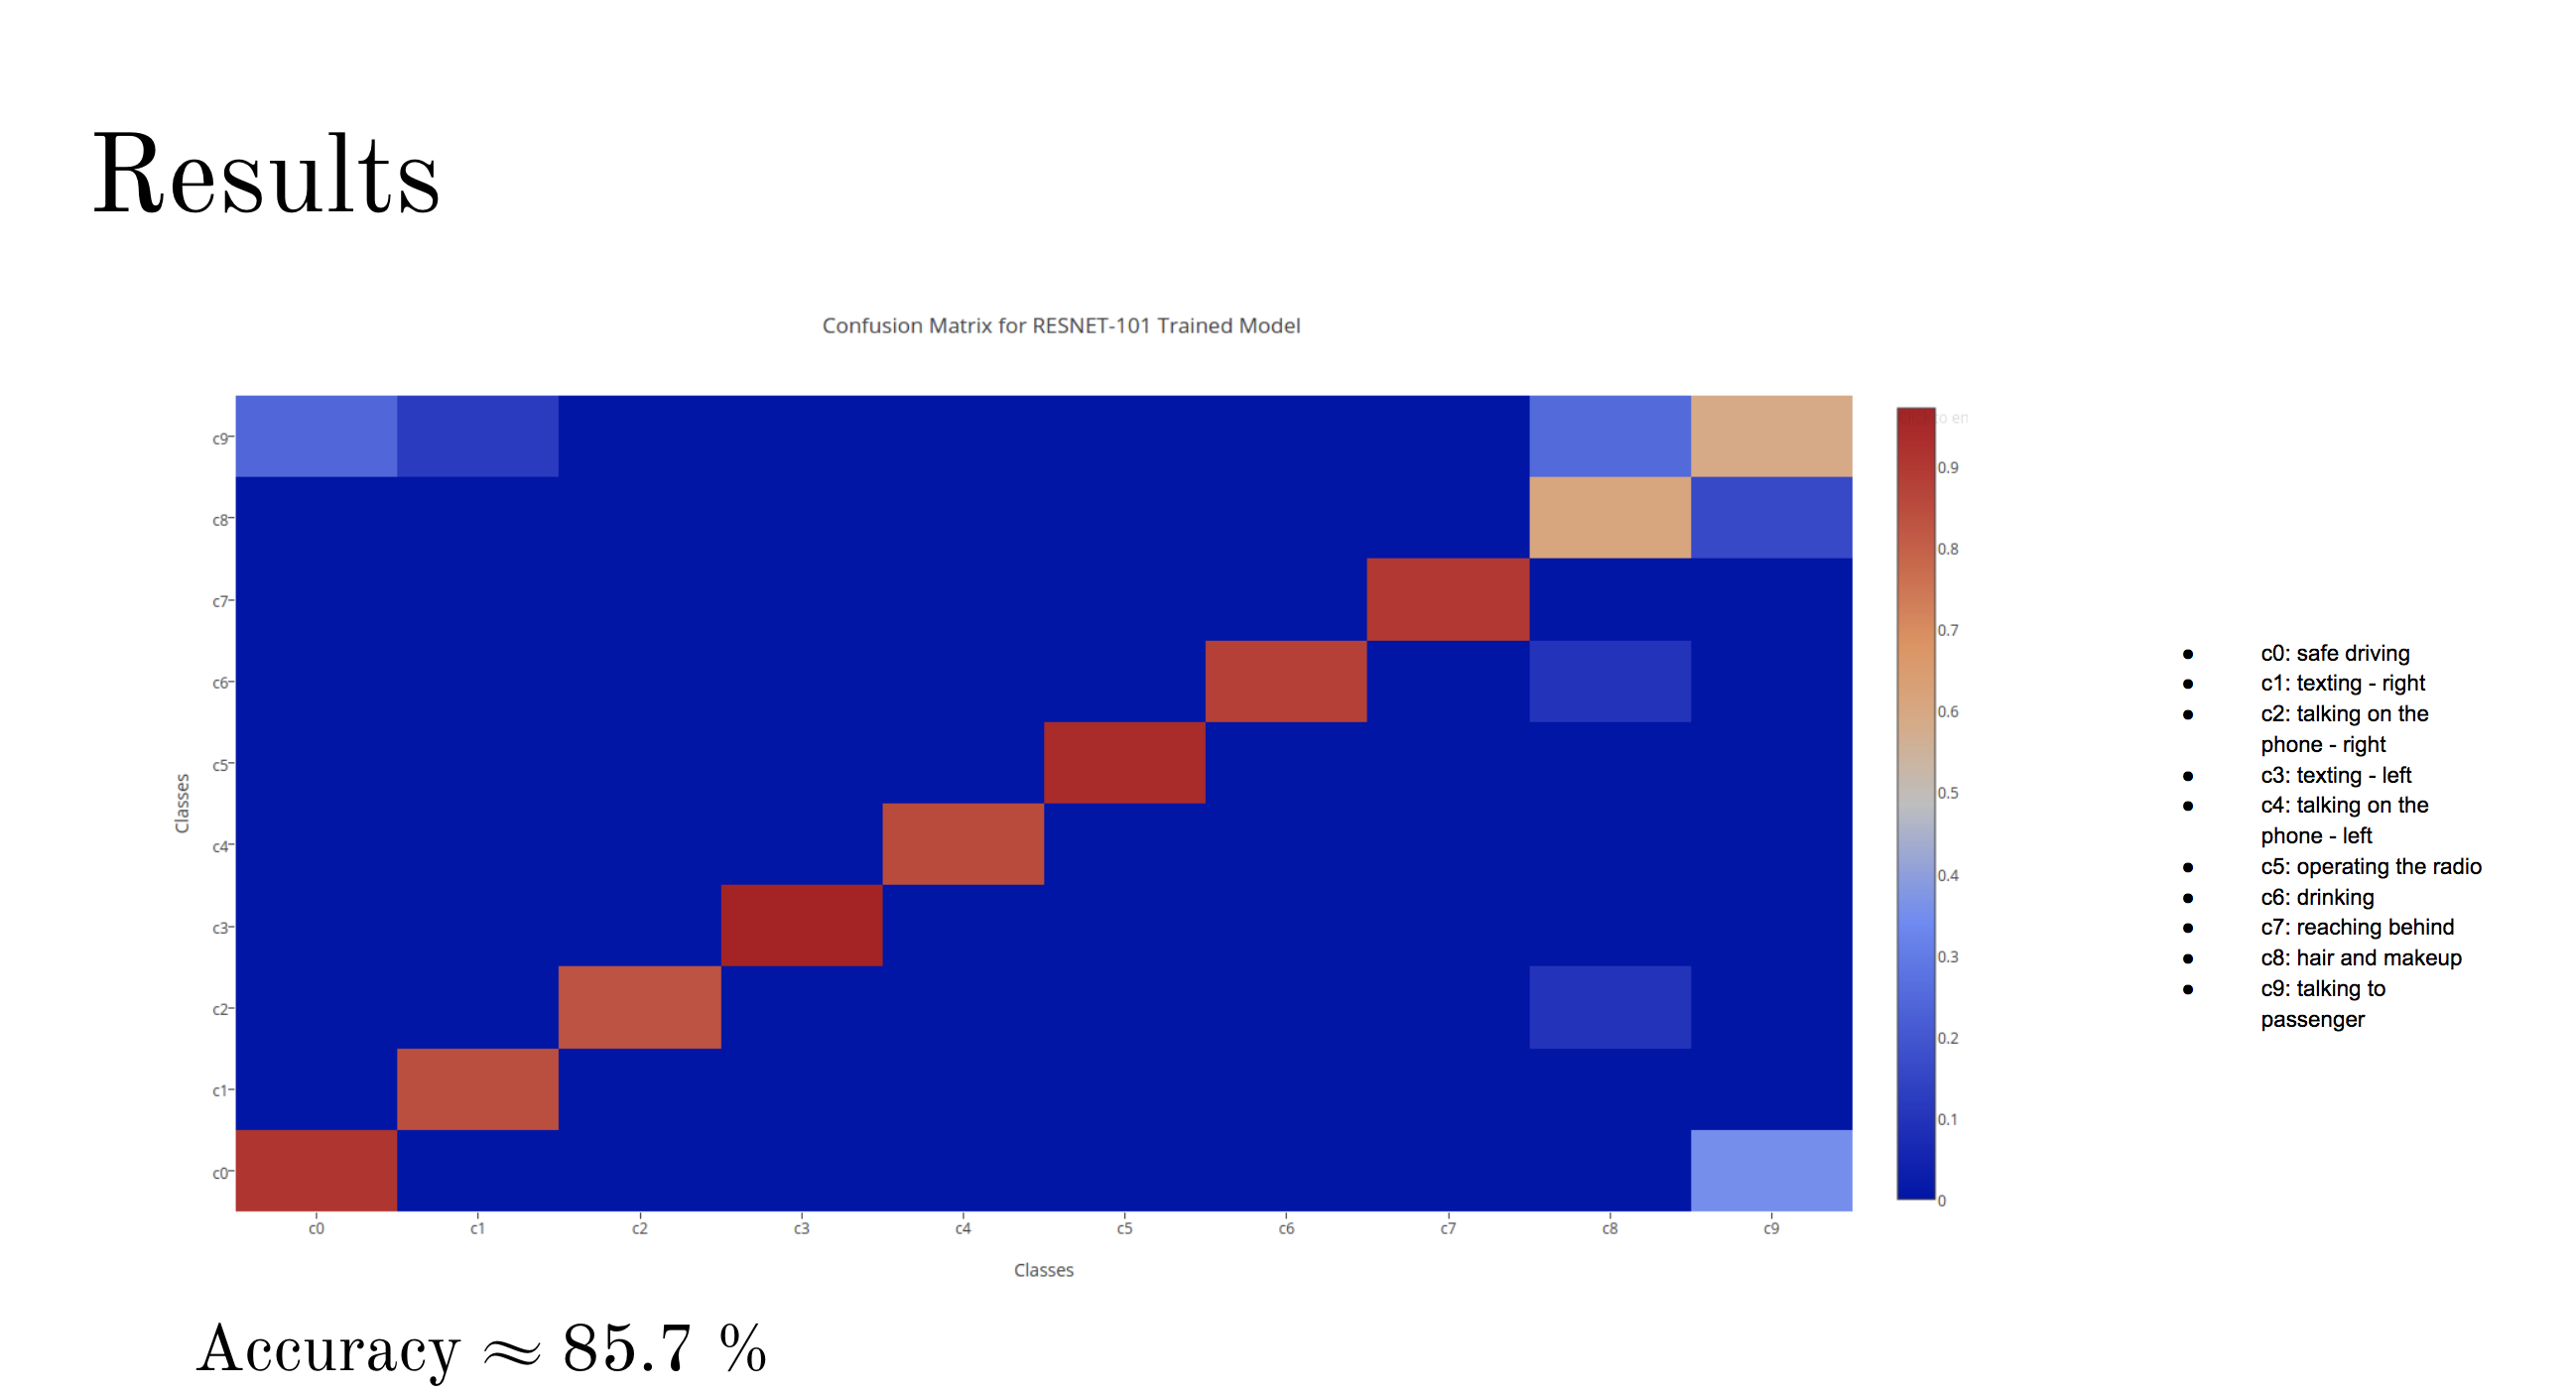 Results
Confusion Matrix for RESNET-101 Trained Model
c9
c8
c7
c6
c5
c4
c3
c2
c1
c0
Classes
c0 c1 c2 c3 c4 c5 c6 c7 c8 c9
Classes
0.9
0.8
0.7
0.6
0.5
0.4
0.3
0.2
0.1
0
• c0: safe driving
• c1: texting - right
• c2: talking on the
phone - right
• c3: texting - left
• c4: talking on the
phone - left
• c5: operating the radio
• c6: drinking
• c7: reaching behind
• c8: hair and makeup
• c9: talking to
passenger
Accuracy ≈ 85.7 %